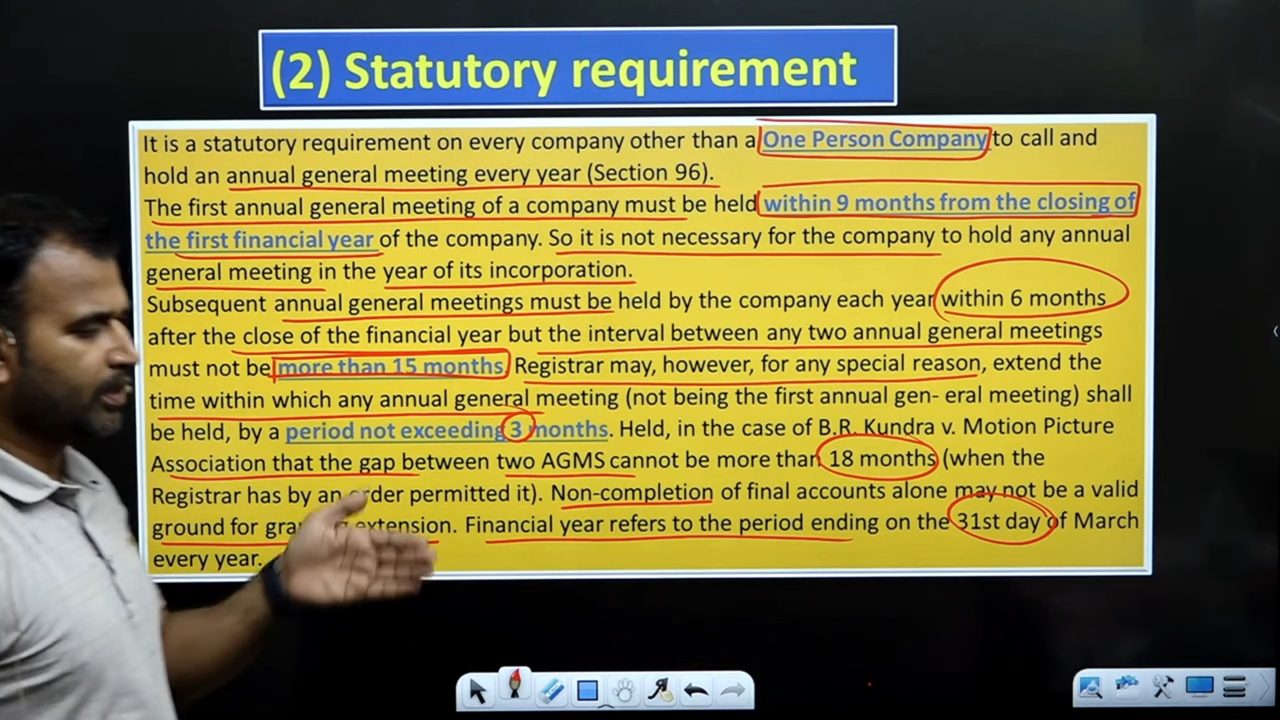 (2) Statutory requirement
It is a statutory requirement on every company other than a One Person Company to call and
hold an annual general meeting every year (Section 96).
The first annual general meeting of a company must be held within 9 months from the closing of
the first financial year of the company. So it is not necessary for the company to hold any annual
general meeting in the year of its incorporation.
Subsequent annual general meetings must be held by the company each year within 6 months
after the close of the financial year but the interval between any two annual general meetings
must not be more than 15 months. Registrar may, however, for any special reason, extend the
time within which any annual general meeting (not being the first annual gen- eral meeting) shall
be held, by a period not exceeding 3 months. Held, in the case of B.R. Kundra v. Motion Picture
Association that the gap between two AGMS cannot be more than 18 months (when the
Registrar has by an order permitted it). Non-completion of final accounts alone may not be a valid
ground for extension. Financial year refers to the period ending on the 31st day of March
every year.